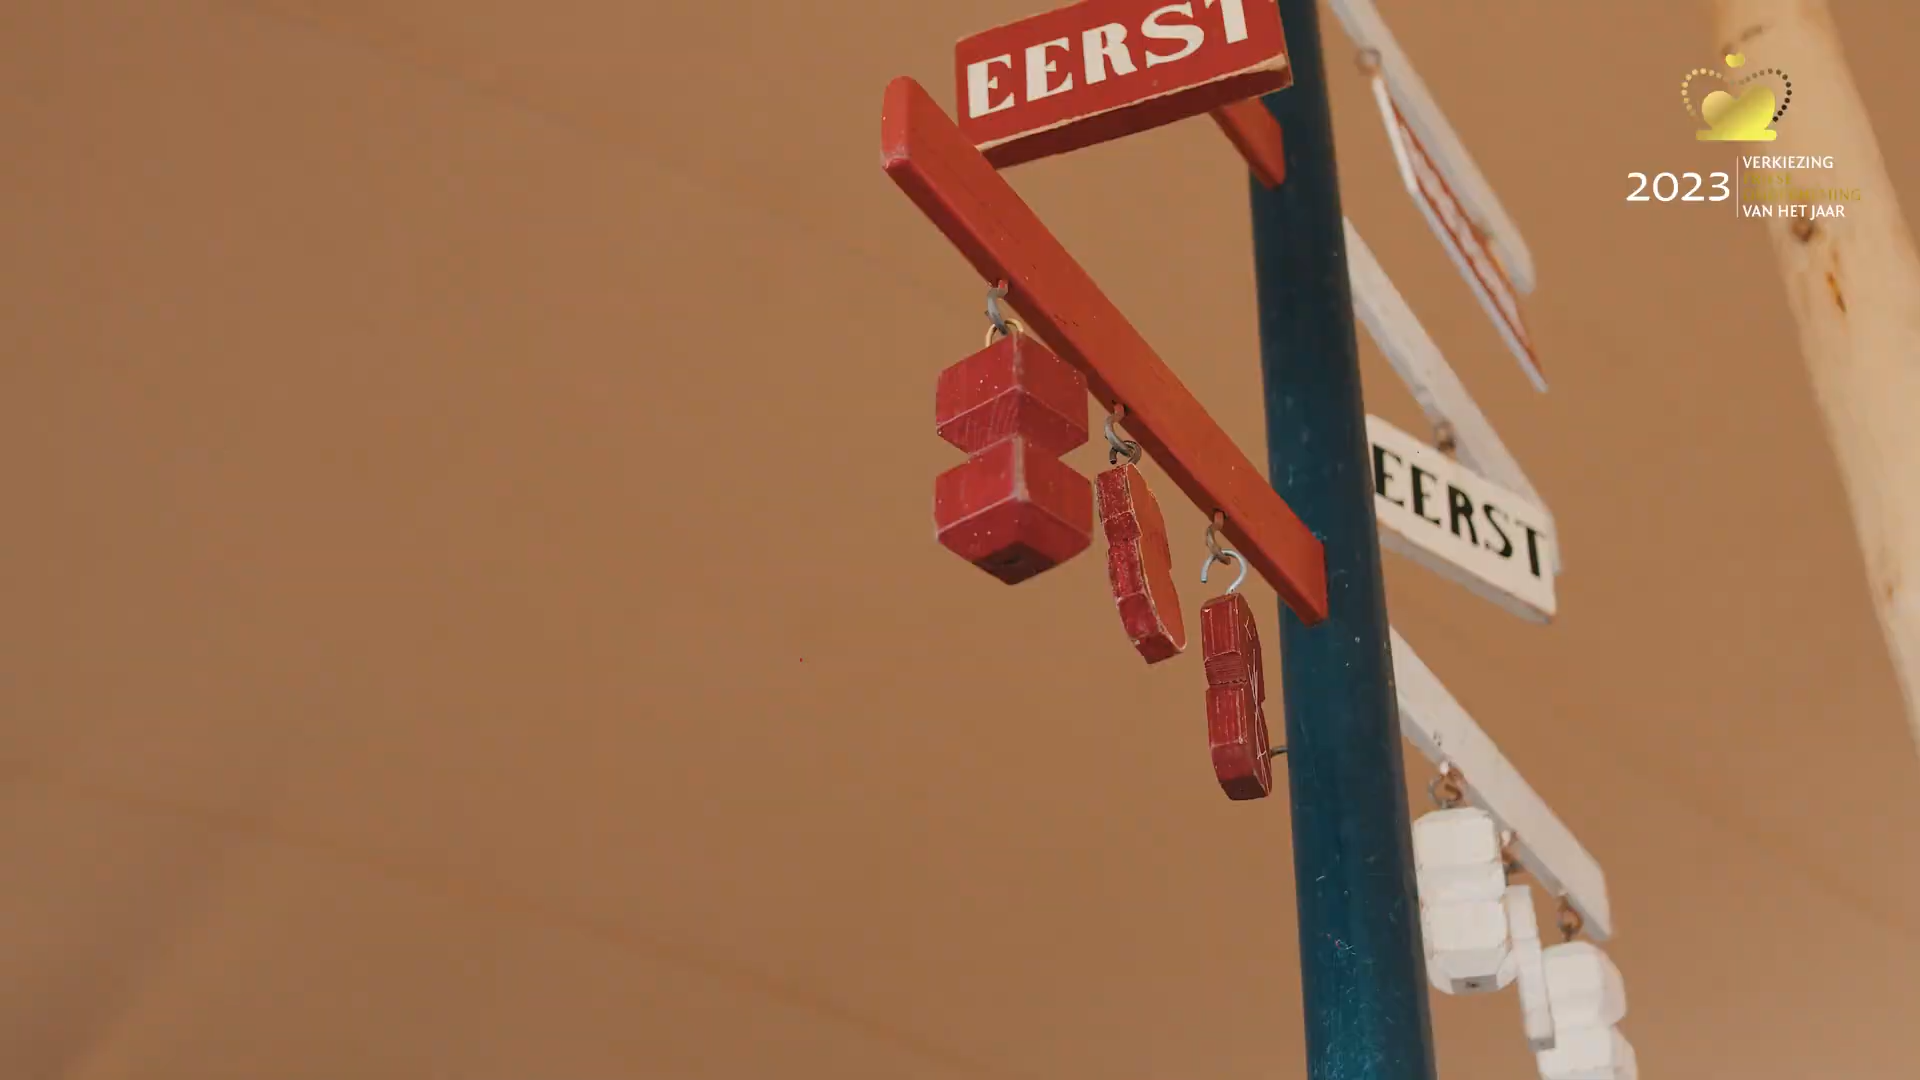 EERST
EERST
2023
VERKIEZING
VAN HET JAAR